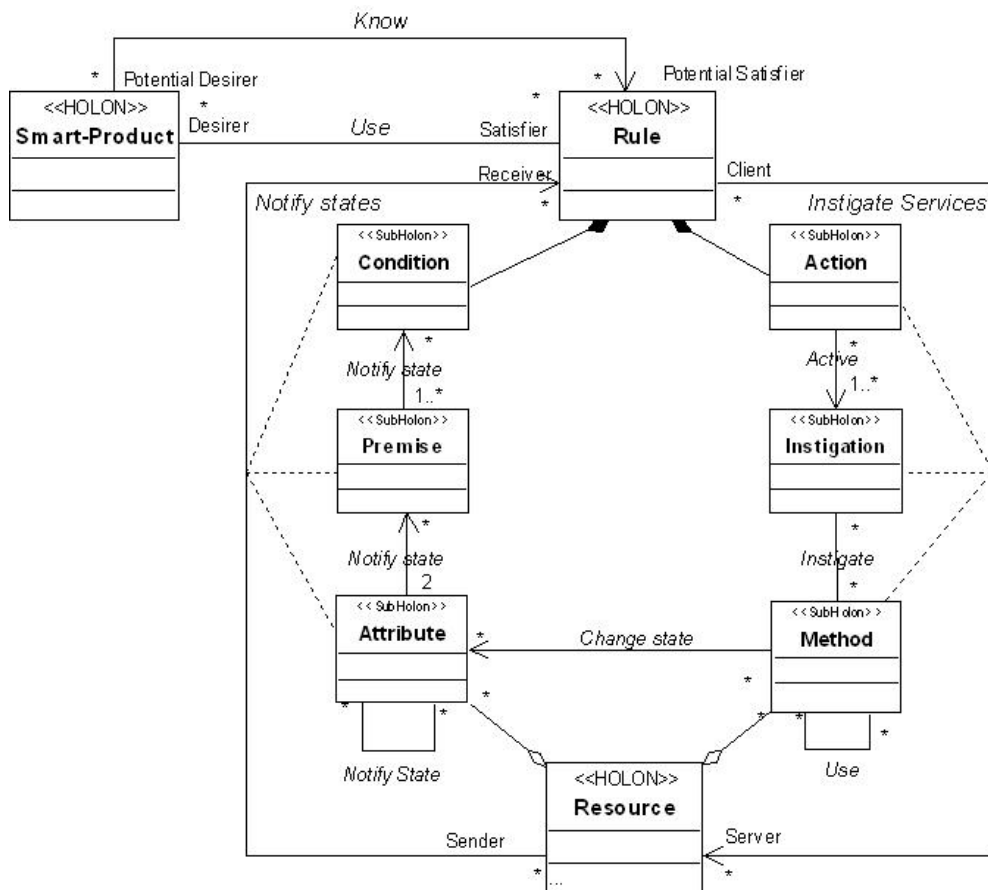 Know
*
Potential Desirer
*
Potential Satisfier
<<HOLON>>
Smart-Product
*
Desirer
Use
*
Satisfier
<<HOLON>>
Rule
Receiver
*
Client
*
Notify states
Instigate Services
<<SubHolon>>
Condition
<<SubHolon>>
Action
*
Notify state
1..*
*
Active
1..*
<<SubHolon>>
Premise
<<SubHolon>>
Instigation
*
Notify state
2
*
Instigate
*
<<SubHolon>>
Attribute
<<SubHolon>>
Method
*
Change state
*
*
*
*
Notify State
*
*
*
Use
<<HOLON>>
Resource
Sender
*
...
Server
*